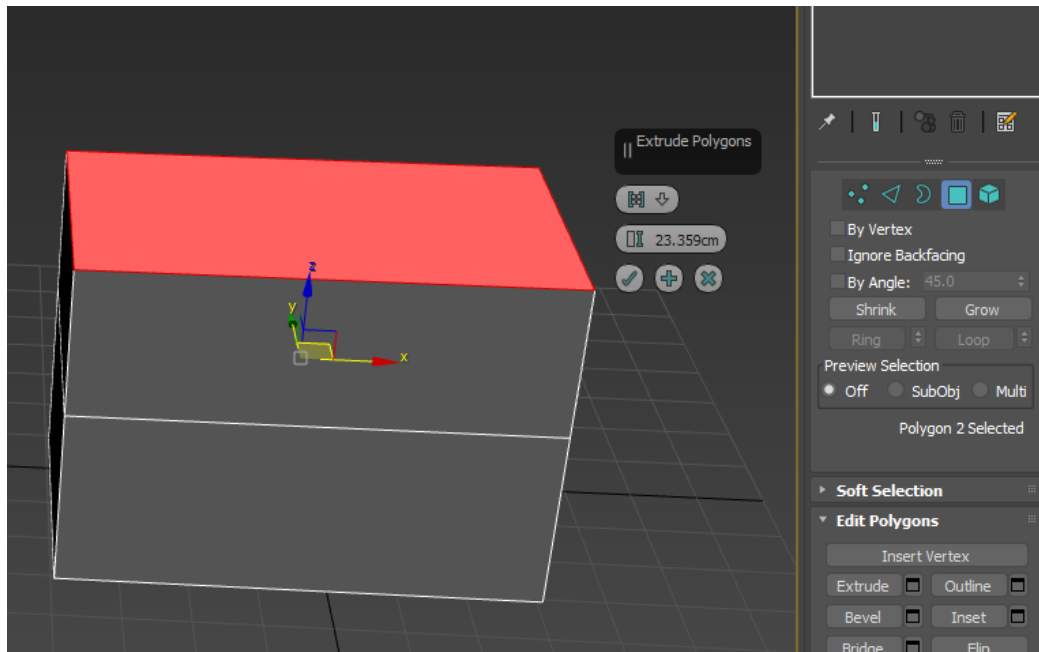 Extrude Polygons
23.359cm
z
y
x
By Vertex
Ignore Backfacing
By Angle: 45.0
Shrink Grow
Ring Loop
Preview Selection
Off SubObj Multi
Polygon 2 Selected
Soft Selection
Edit Polygons
Insert Vertex
Extrude Outline
Bevel Inset
Bridge Flip